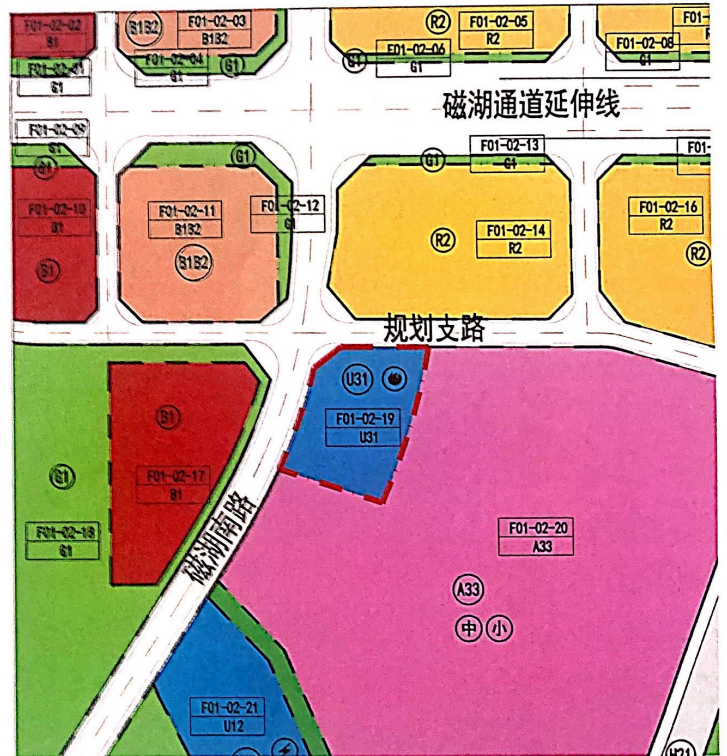 F01-02-02
B1
B1B2
F01-02-03
B1B2
R2
F01-02-05
R2
F01-02-01
G1
F01-02-04
G1
G1
G1
F01-02-06
G1
F01-02-08
G1
磁湖通道延伸线
F01-02-09
G1
G1
G1
F01-02-12
G1
G1
F01-02-13
G1
F01-02-10
B1
B1
F01-02-11
B1B2
B1B2
F01-02-14
R2
R2
F01-02-16
R2
R2
规划支路
U31
F01-02-19
U31
B1
F01-02-17
B1
G1
F01-02-18
G1
磁湖南路
F01-02-20
A33
A33
中 小
F01-02-21
U12
H21